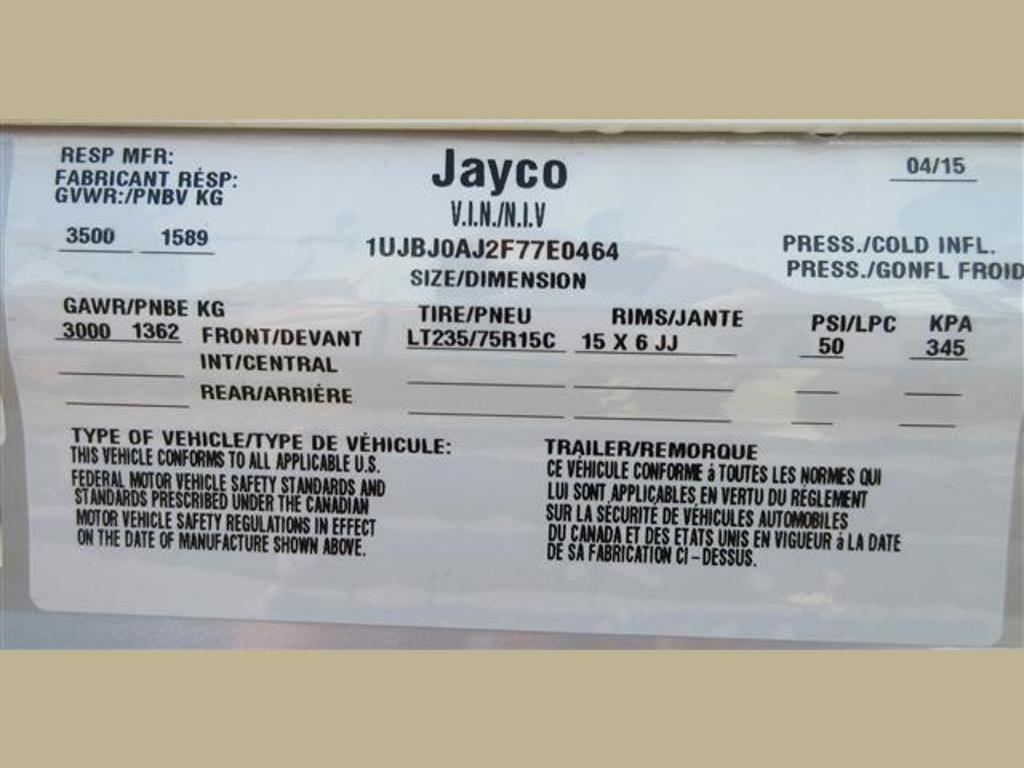 RESP MFR:
FABRICANT RÉSP:
GVWR:/PNBV KG
3500 1589
Jayco
V.I.N./N.I.V
1UJBJ0AJ2F77E0464
SIZE/DIMENSION
04/15
PRESS./COLD INFL.
PRESS./GONFL FROID
GAWR/PNBE KG TIRE/PNEU RIMS/JANTE PSI/LPC KPA
3000 1362 FRONT/DEVANT LT235/75R15C 15 X 6 JJ 50 345
INT/CENTRAL
REAR/ARRIÉRE
TYPE OF VEHICLE/TYPE DE VÉHICULE:
THIS VEHICLE CONFORMS TO ALL APPLICABLE U.S.
FEDERAL MOTOR VEHICLE SAFETY STANDARDS AND
STANDARDS PRESCRIBED UNDER THE CANADIAN
MOTOR VEHICLE SAFETY REGULATIONS IN EFFECT
ON THE DATE OF MANUFACTURE SHOWN ABOVE.
TRAILER/REMORQUE
CE VÉHICULE CONFORME à TOUTES LES NORMES QUI
LUI SONT APPLICABLES EN VERTU DU RÉGLEMENT
SUR LA SÉCURITÉ DE VÉHICULES AUTOMOBILES
DU CANADA ET DES ETATS UNIS EN VIGUEUR à LA DATE
DE SA FABRICATION CI-DESSUS.